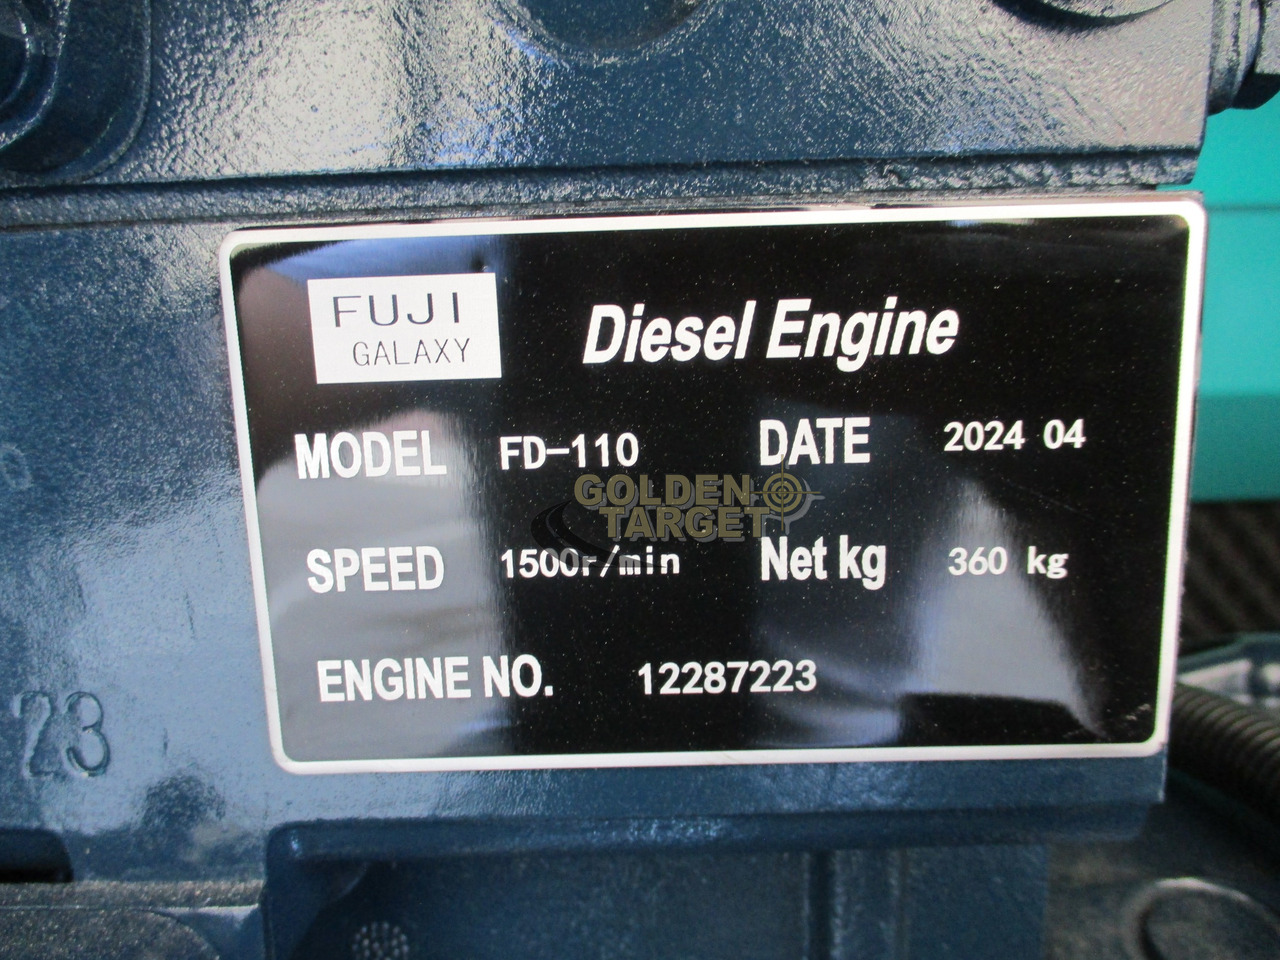 FUJI
GALAXY
Diesel Engine
MODEL FD-110 DATE 2024 04
GOLDEN
TARGET
SPEED 1500r/min Net kg 360 kg
ENGINE NO. 12287223
23